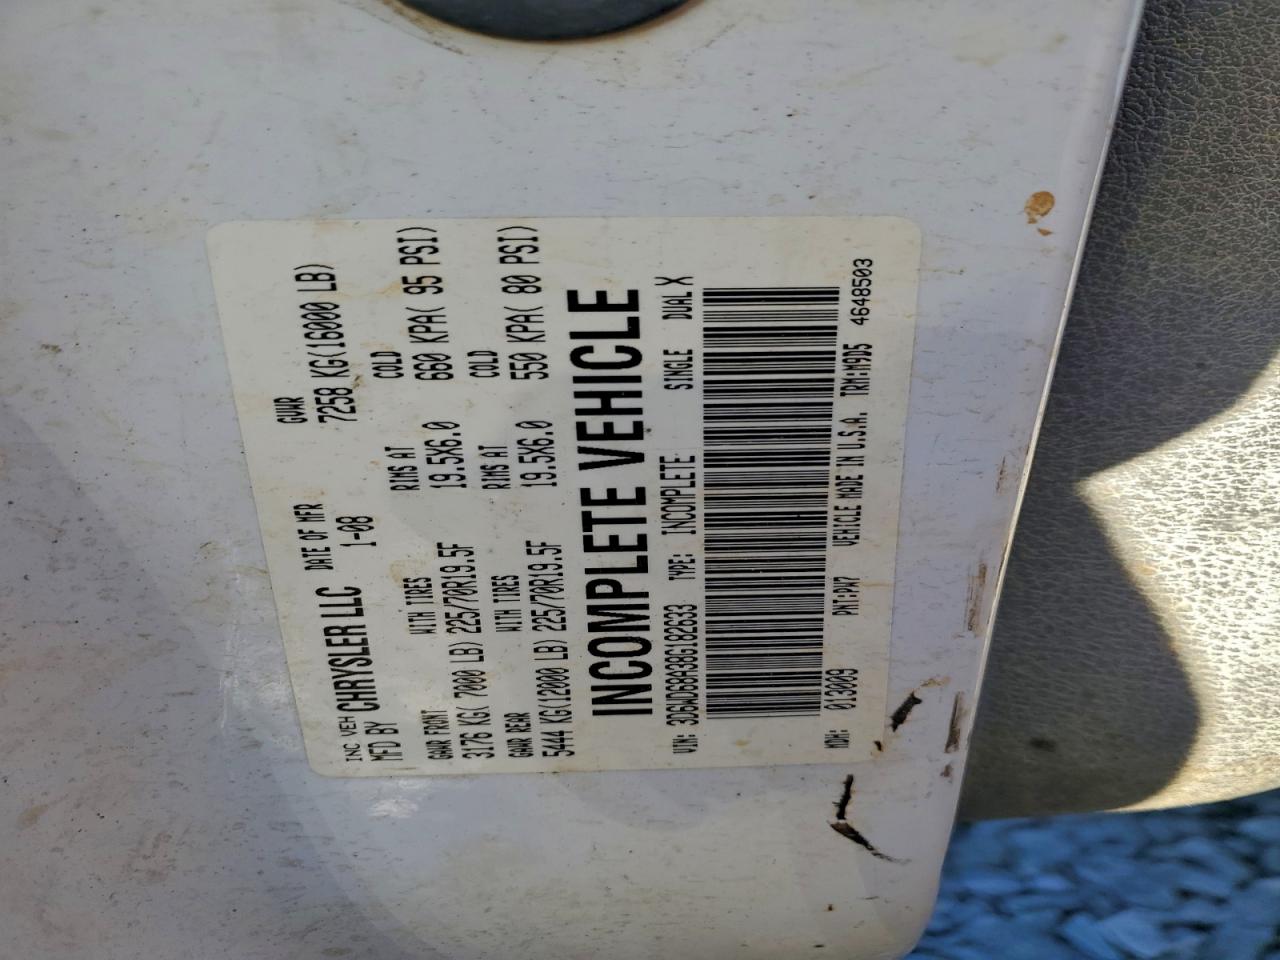 INC VEH
MFD BY CHRYSLER LLC DATE OF MFR GVWR
1-08 7258 KG(16000 LB)
GAWR FRONT WITH TIRES RIMS AT COLD
3176 KG( 7000 LB) 225/70R19.5F 19.5X6.0 660 KPA( 95 PSI)
GAWR REAR WITH TIRES RIMS AT COLD
5444 KG(12000 LB) 225/70R19.5F 19.5X6.0 550 KPA( 80 PSI)
INCOMPLETE VEHICLE
VIN: 3D6WD68A38G182633 TYPE: INCOMPLETE SINGLE DUAL X
MDH: 013009 PNT:PW7 VEHICLE MADE IN U.S.A. TRM:M9D5 4648503